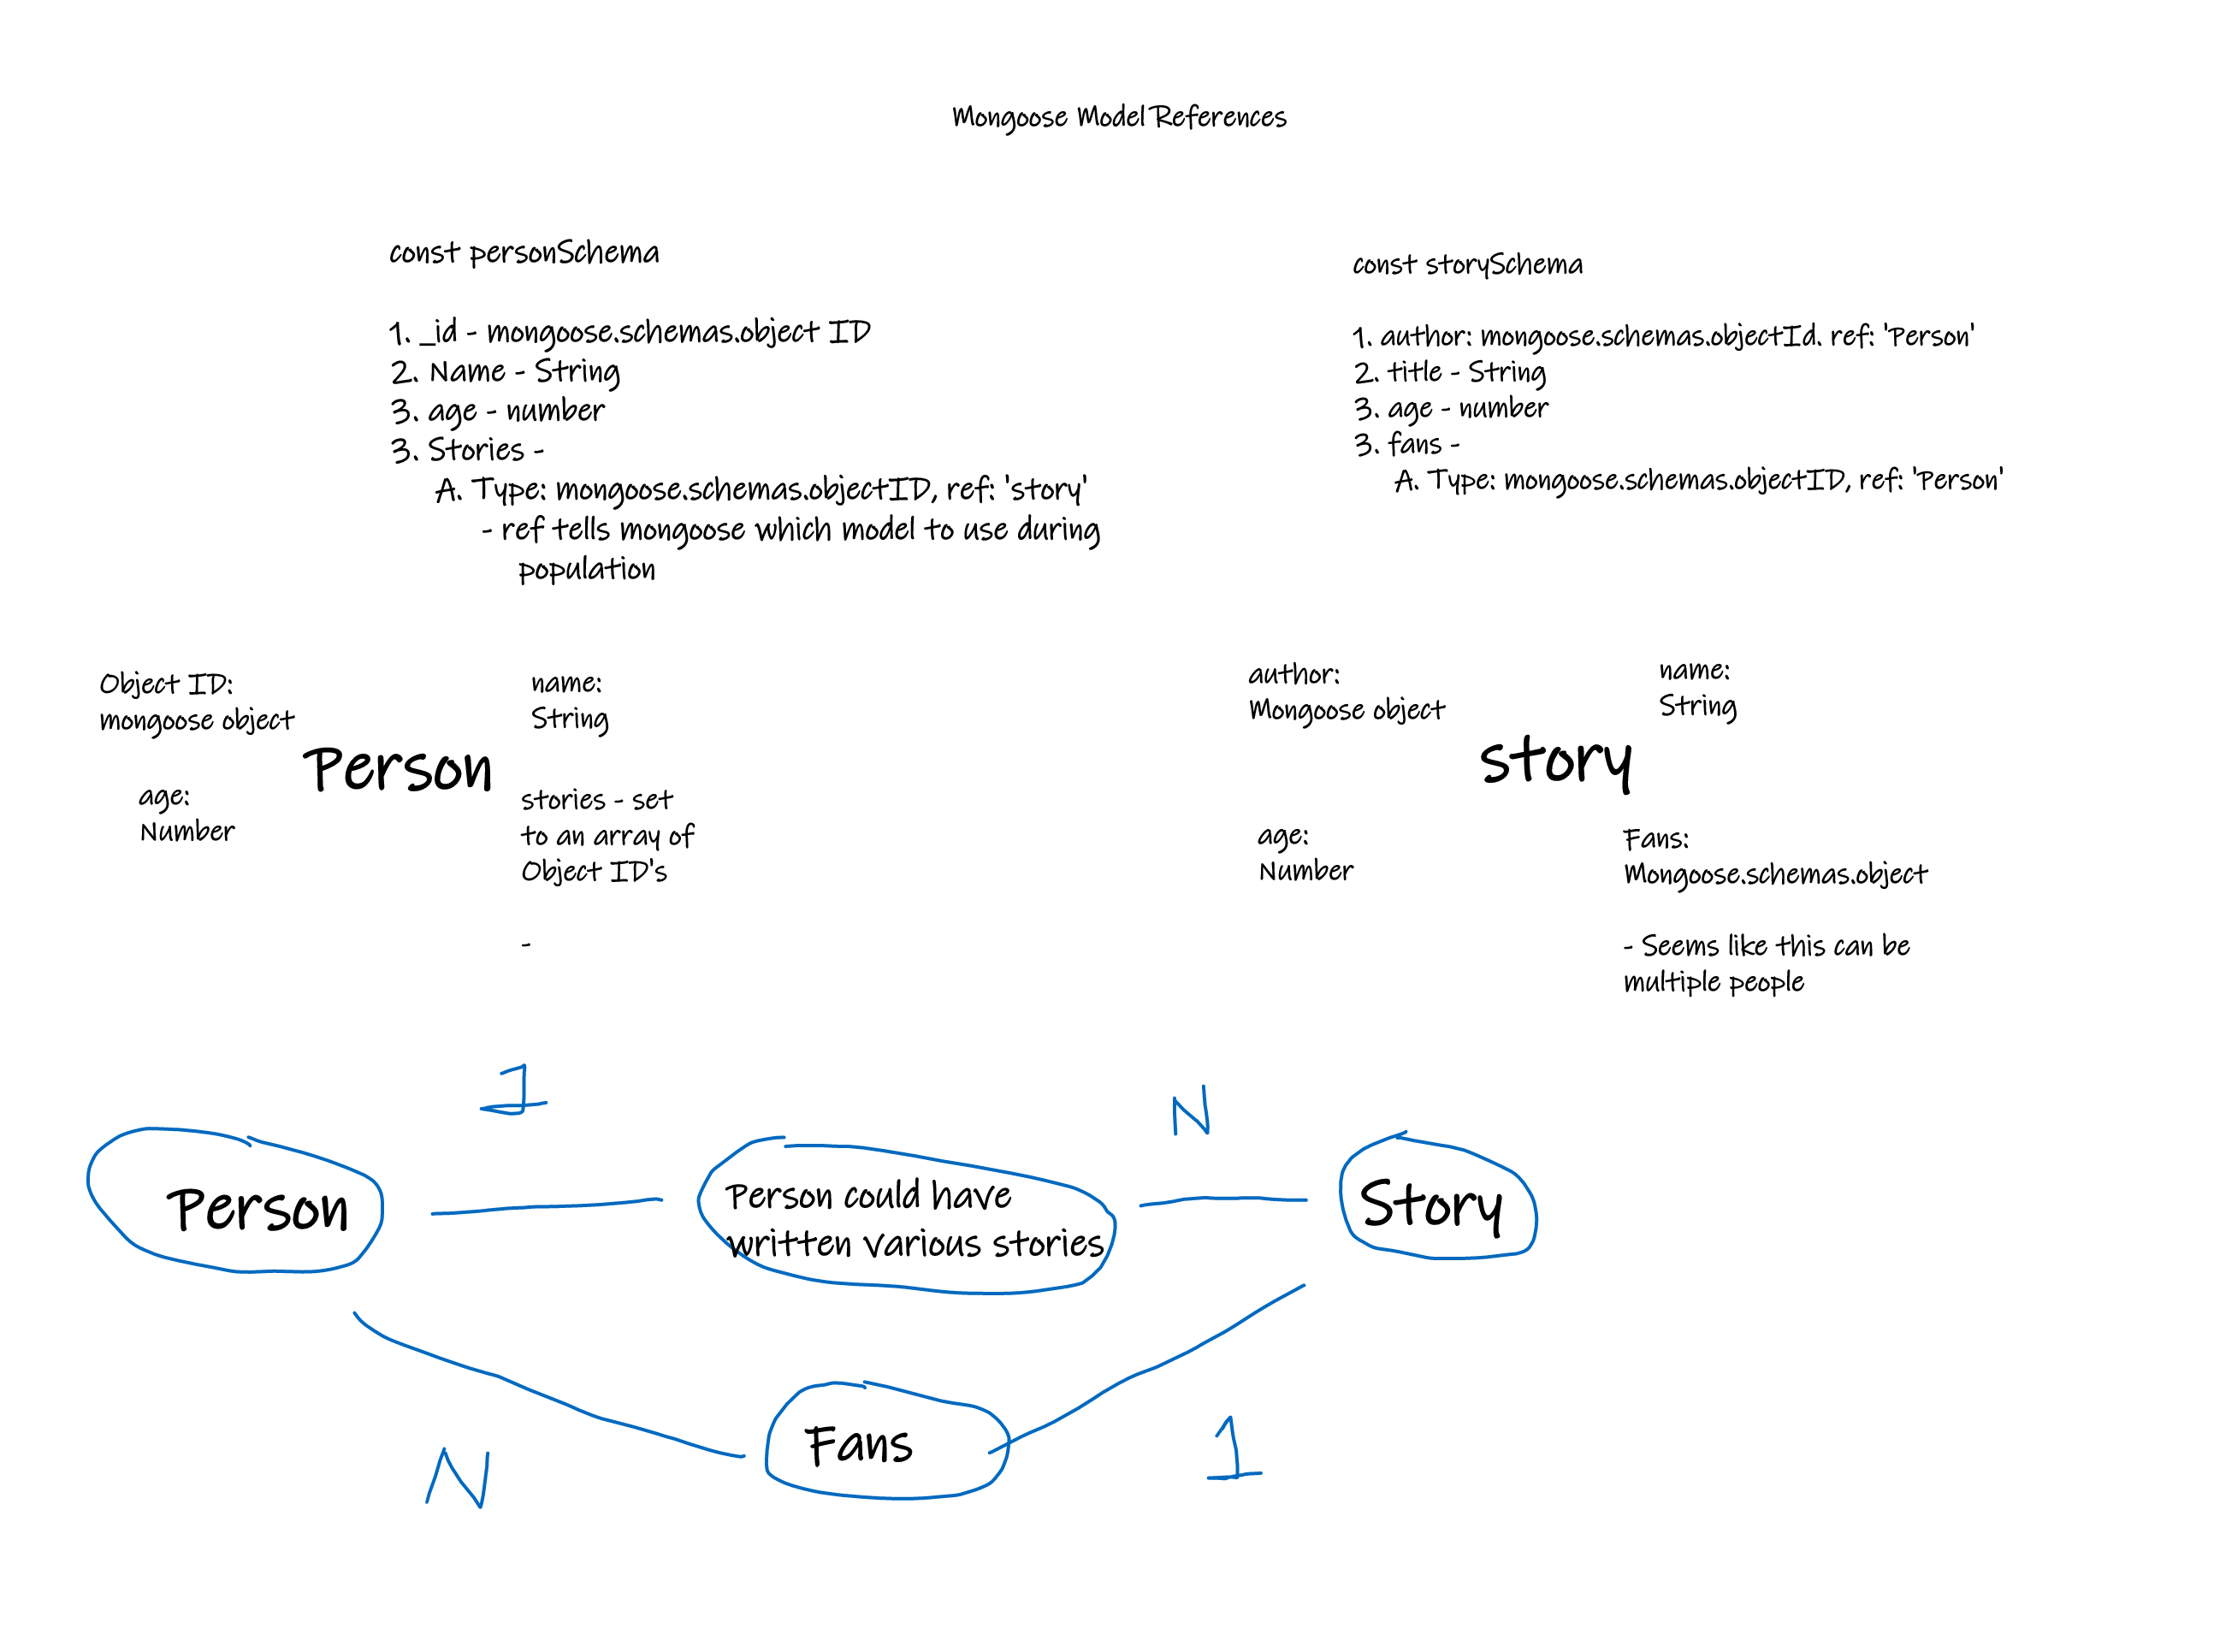 Mongoose Model References
const personSchema
1. _id - mongoose.schemas.object ID
2. Name - String
3. age - number
3. Stories -
A. Type: mongoose.schemas.objectID, ref: 'story'
- ref tells mongoose which model to use during
population
const storySchema
1. author: mongoose.schemas.objectId. ref: 'Person'
2. title - String
3. age - number
3. fans -
A. Type: mongoose.schemas.objectID, ref: 'Person'
Object ID:
mongoose object
name:
String
Person
age:
Number
stories - set
to an array of
Object ID's
-
author:
Mongoose object
name:
String
story
age:
Number
Fans:
Mongoose.schemas.object
- Seems like this can be
multiple people
1
N
Person
Person could have
written various stories
Story
Fans
N
1